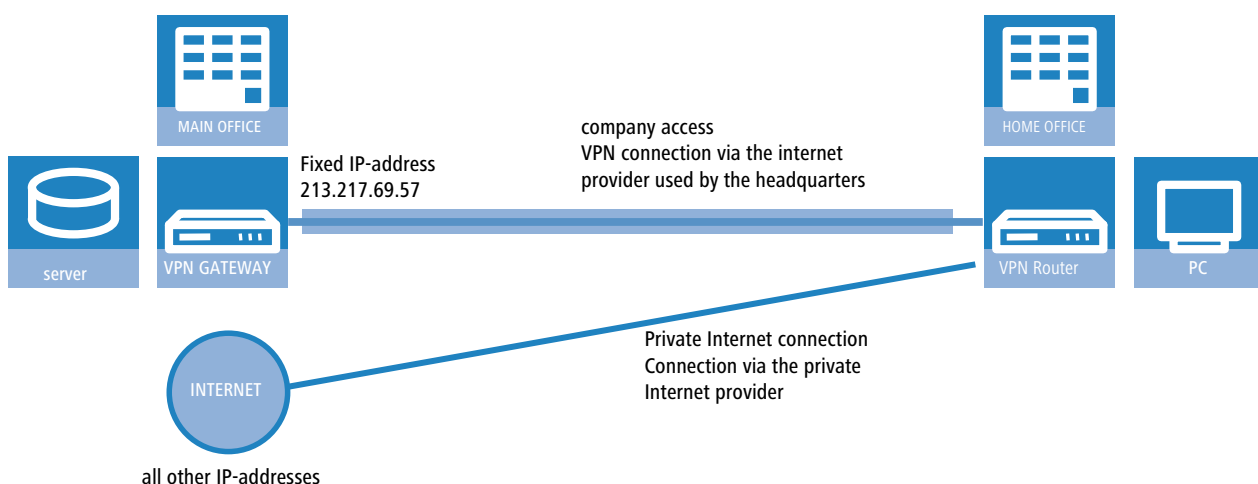 MAIN OFFICE
HOME OFFICE
company access
VPN connection via the internet
provider used by the headquarters
Fixed IP-address
213.217.69.57
server
VPN GATEWAY
VPN Router
PC
Private Internet connection
Connection via the private
Internet provider
INTERNET
all other IP-addresses